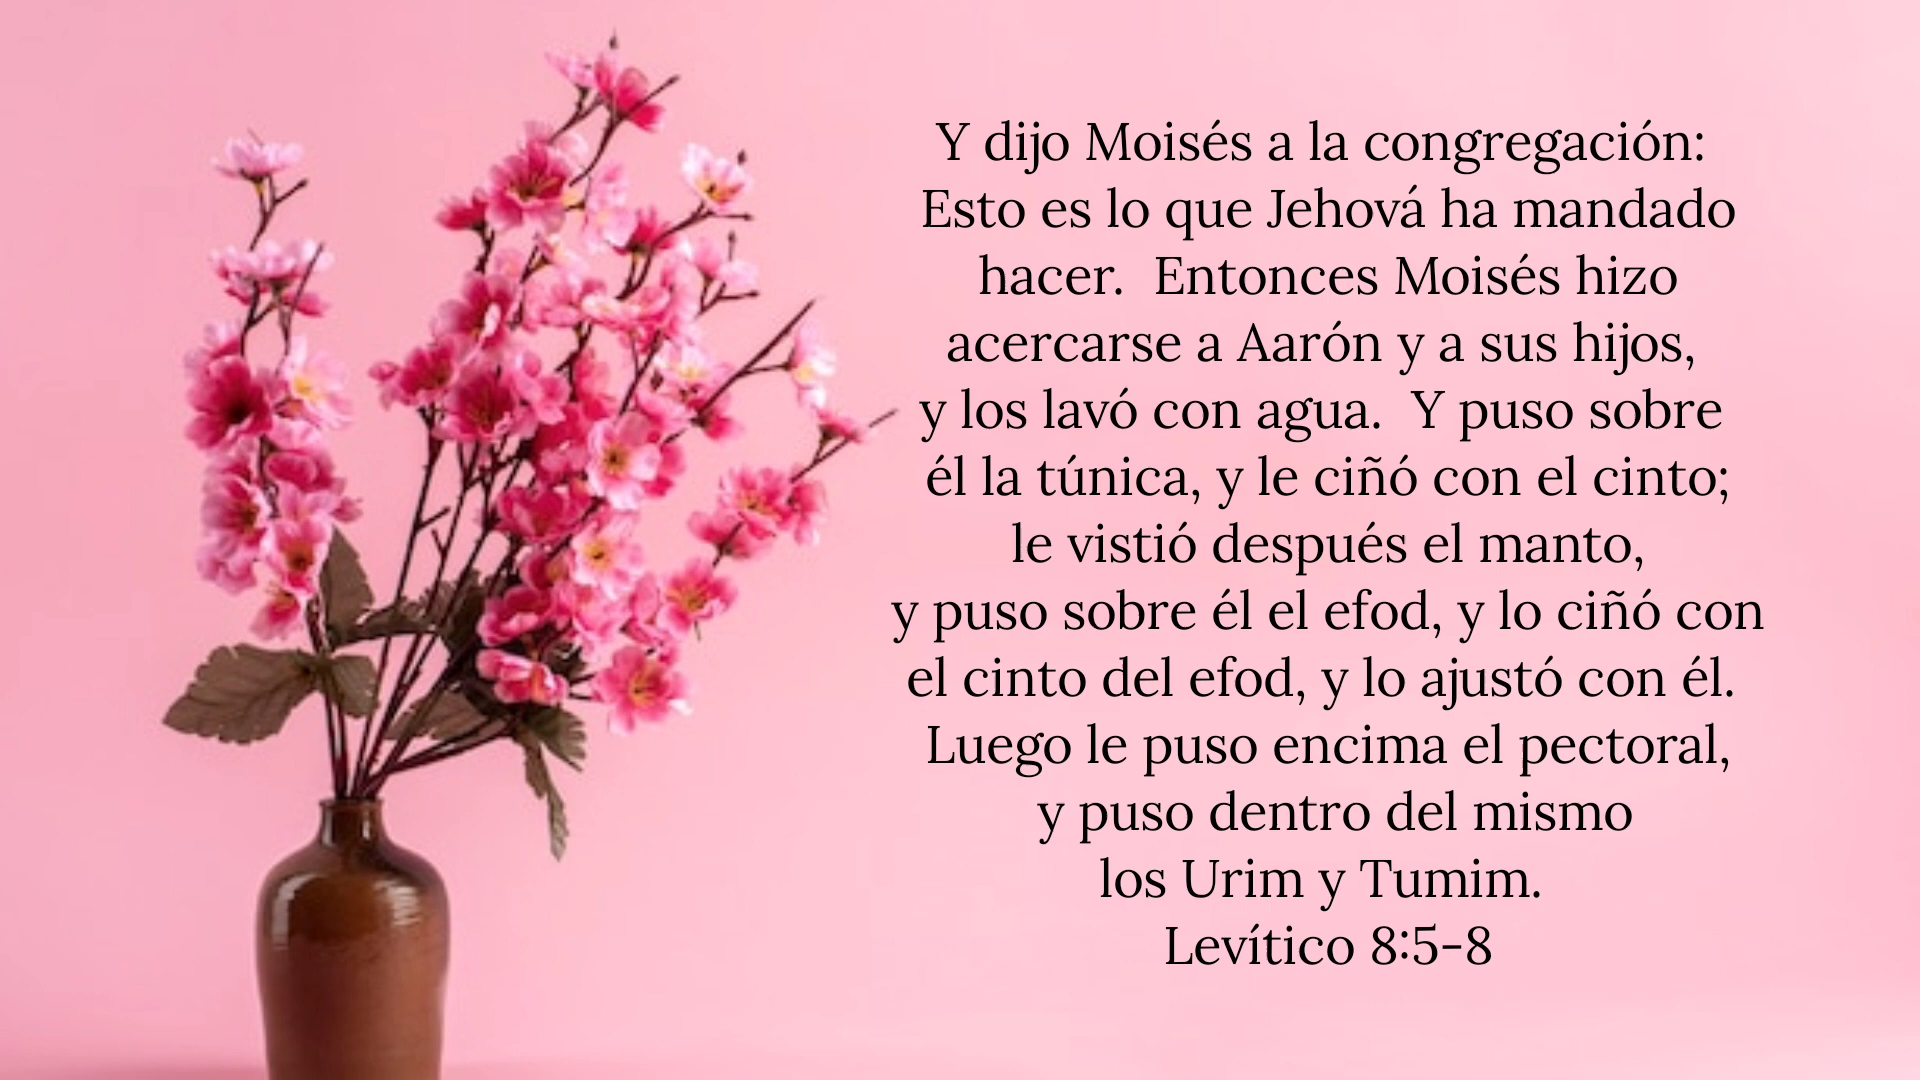 Y dijo Moisés a la congregación:
Esto es lo que Jehová ha mandado
hacer.  Entonces Moisés hizo
acercarse a Aarón y a sus hijos,
y los lavó con agua.  Y puso sobre
él la túnica, y le ciñó con el cinto;
le vistió después el manto,
y puso sobre él el efod, y lo ciñó con
el cinto del efod, y lo ajustó con él.
Luego le puso encima el pectoral,
y puso dentro del mismo
los Urim y Tumim.
Levítico 8:5-8